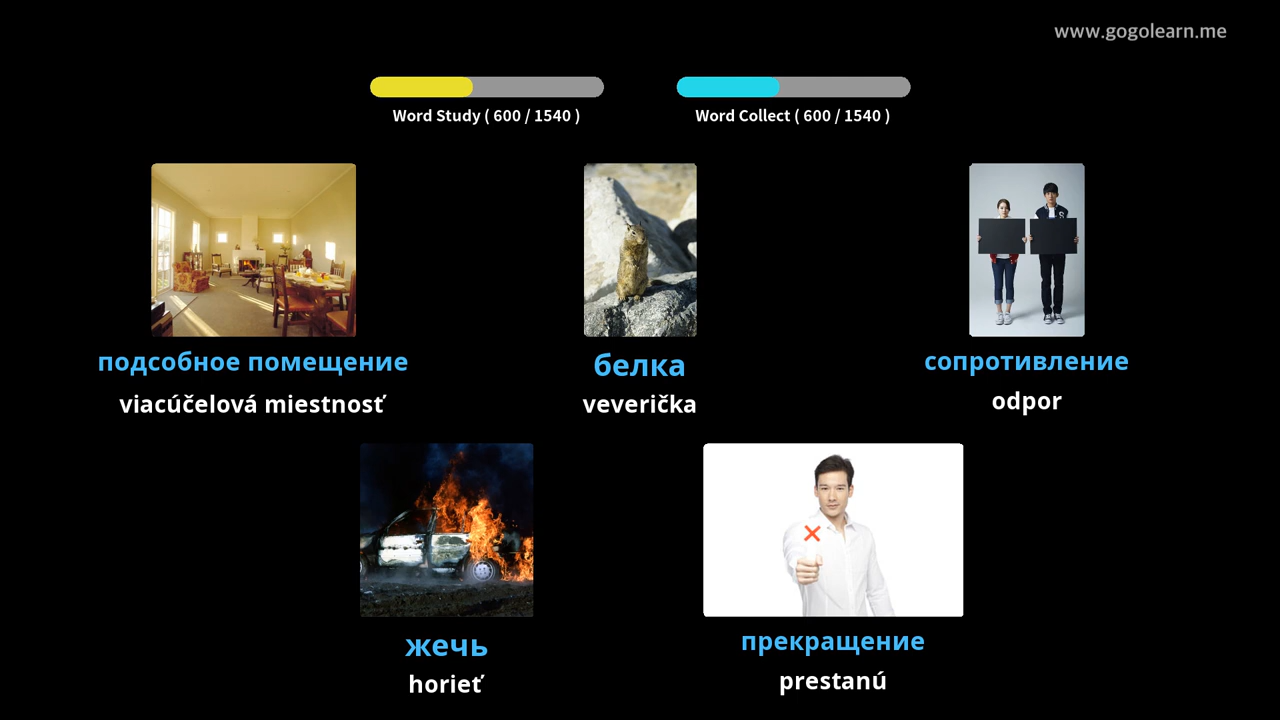 www.gogolearn.me
Word Study ( 600 / 1540 )
Word Collect ( 600 / 1540 )
подсобное помещение
viacúčelová miestnosť
белка
veverička
сопротивление
odpor
жечь
horieť
прекращение
prestanú